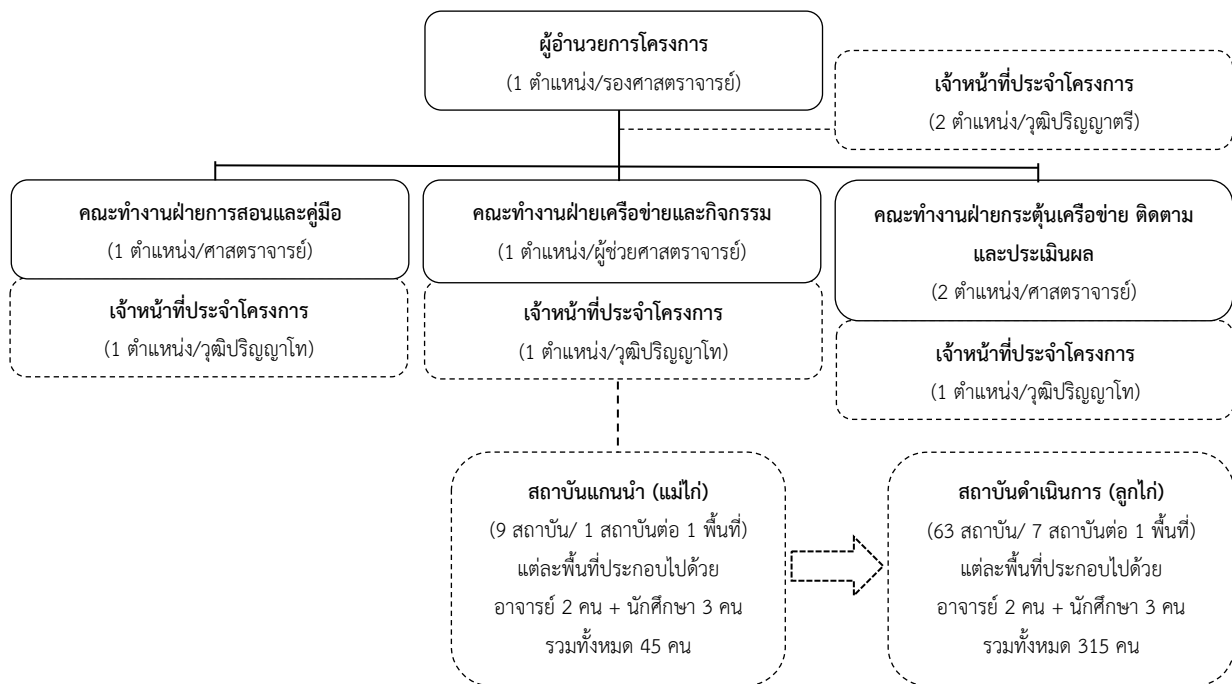 ผู้อำนวยการโครงการ
(1 ตำแหน่ง/รองศาสตราจารย์)
เจ้าหน้าที่ประจำโครงการ
(2 ตำแหน่ง/วุฒิปริญญาตรี)
คณะทำงานฝ่ายการสอนและคู่มือ
(1 ตำแหน่ง/ศาสตราจารย์)
เจ้าหน้าที่ประจำโครงการ
(1 ตำแหน่ง/วุฒิปริญญาโท)
คณะทำงานฝ่ายเครือข่ายและกิจกรรม
(1 ตำแหน่ง/ผู้ช่วยศาสตราจารย์)
เจ้าหน้าที่ประจำโครงการ
(1 ตำแหน่ง/วุฒิปริญญาโท)
คณะทำงานฝ่ายกระตุ้นเครือข่าย ติดตาม
และประเมินผล
(2 ตำแหน่ง/ศาสตราจารย์)
เจ้าหน้าที่ประจำโครงการ
(1 ตำแหน่ง/วุฒิปริญญาโท)
สถาบันแกนนำ (แม่ไก่)
(9 สถาบัน/ 1 สถาบันต่อ 1 พื้นที่)
แต่ละพื้นที่ประกอบไปด้วย
อาจารย์ 2 คน + นักศึกษา 3 คน
รวมทั้งหมด 45 คน
สถาบันดำเนินการ (ลูกไก่)
(63 สถาบัน/ 7 สถาบันต่อ 1 พื้นที่)
แต่ละพื้นที่ประกอบไปด้วย
อาจารย์ 2 คน + นักศึกษา 3 คน
รวมทั้งหมด 315 คน